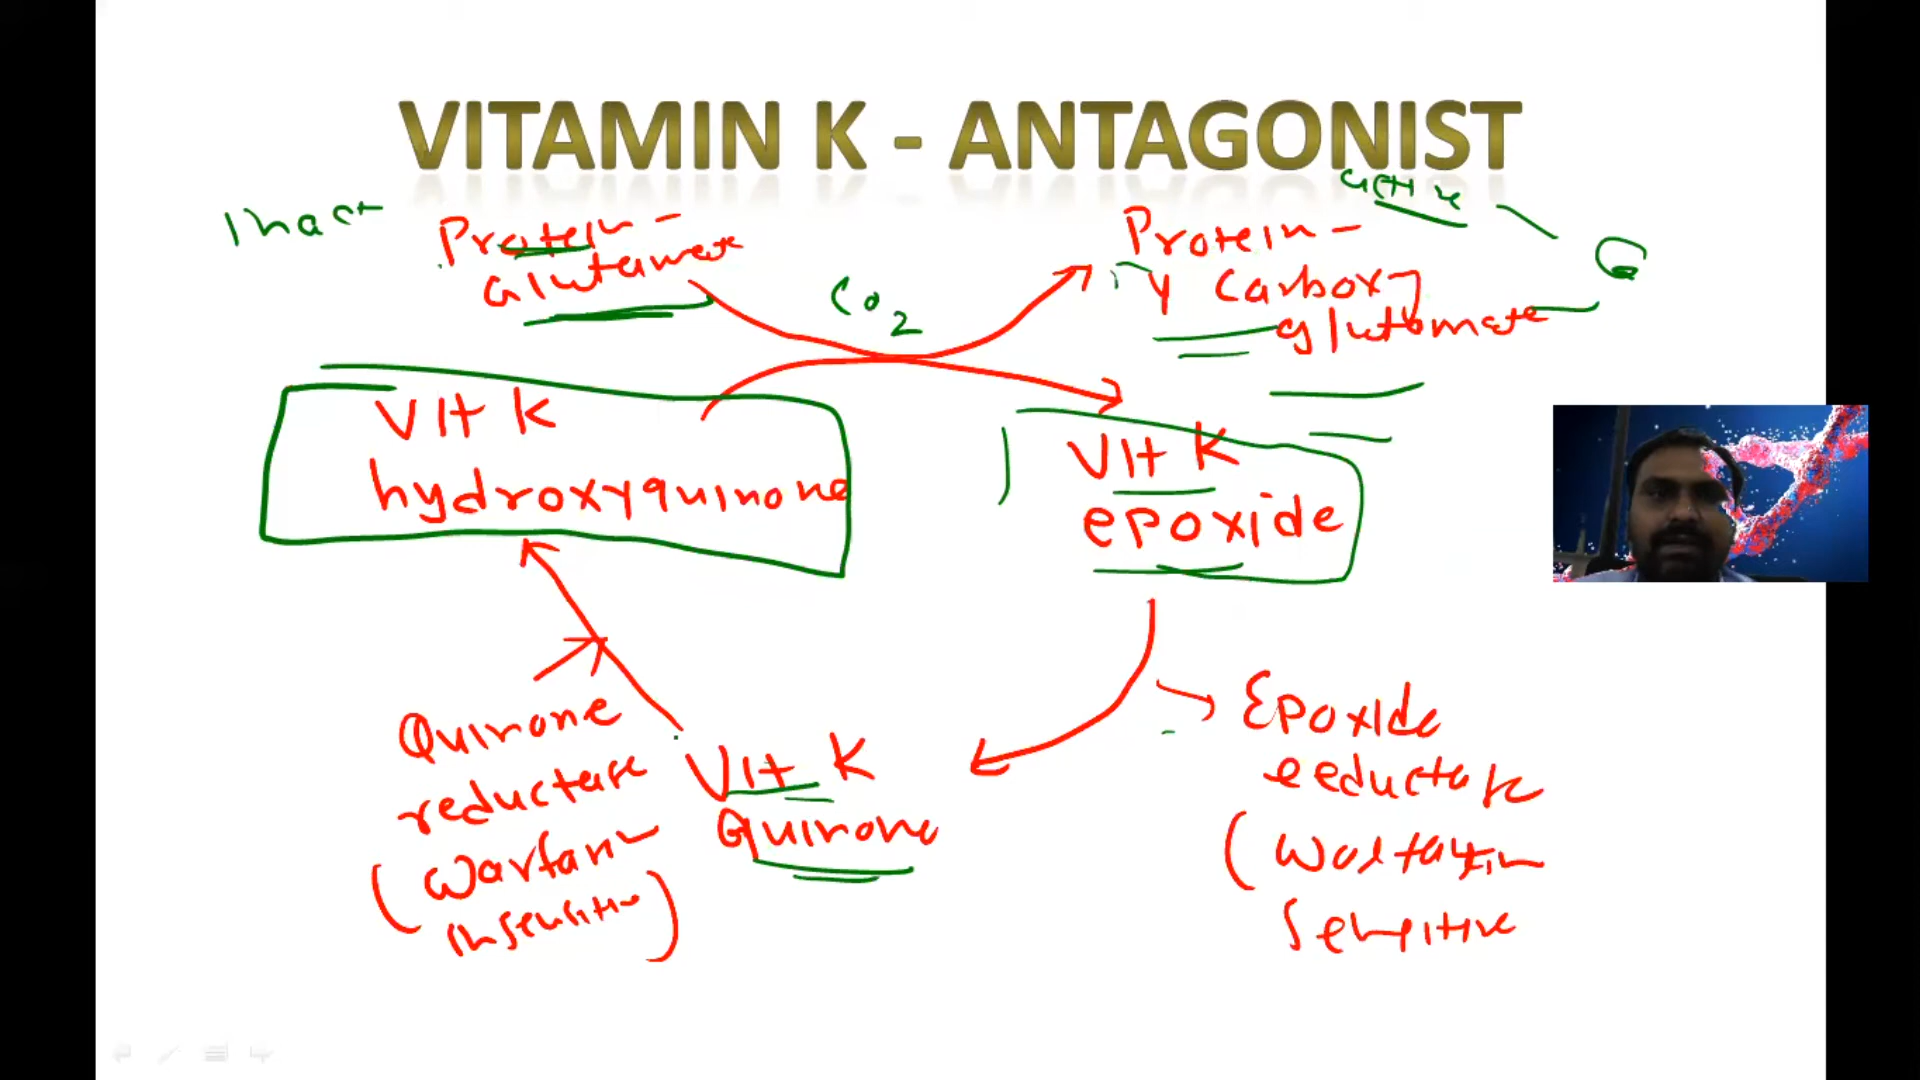 VITAMIN K - ANTAGONIST
Inact
Protein -
Glutamate
CO2
active
Protein -
γ Carboxy
glutamate
Vit K
hydroxyquinone
Vit K
epoxide
Quinone
reductase
(Warfarin
insensitive)
Vit K
Quinone
Epoxide
reductase
(Warfarin
Sensitive